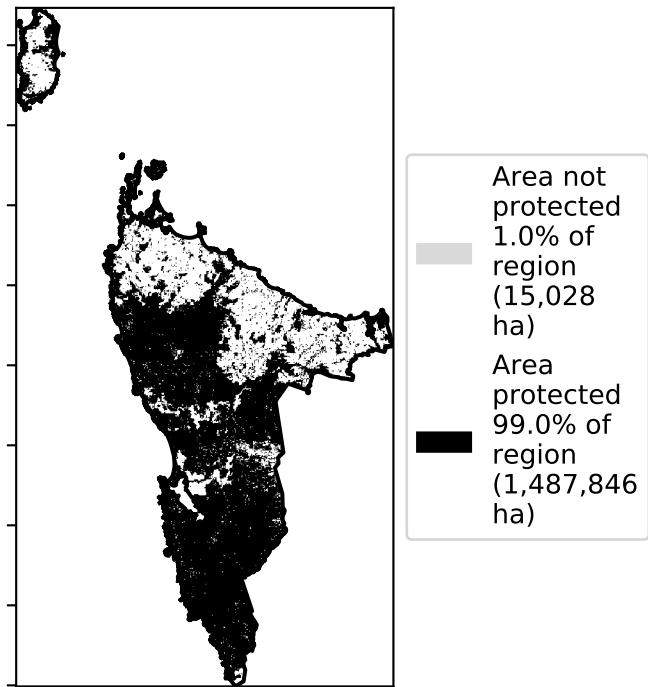 Area not
protected
1.0% of
region
(15,028
ha)
Area
protected
99.0% of
region
(1,487,846
ha)